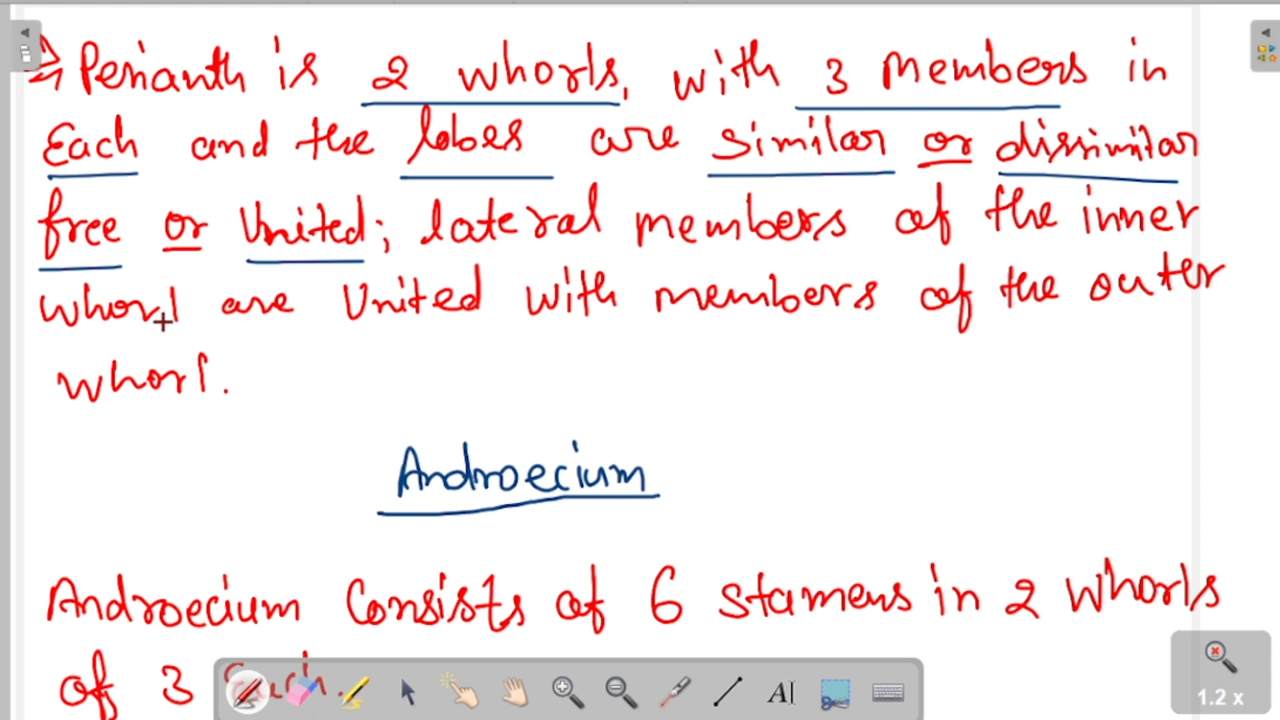 Perianth is 2 whorls, with 3 members in
Each and the lobes are similar or dissimilar
free or United; lateral members of the inner
whorl are United with members of the outer
whorl.
Androecium
Androecium Consists of 6 stamens in 2 whorls
of 3 each.
AI
1.2 x